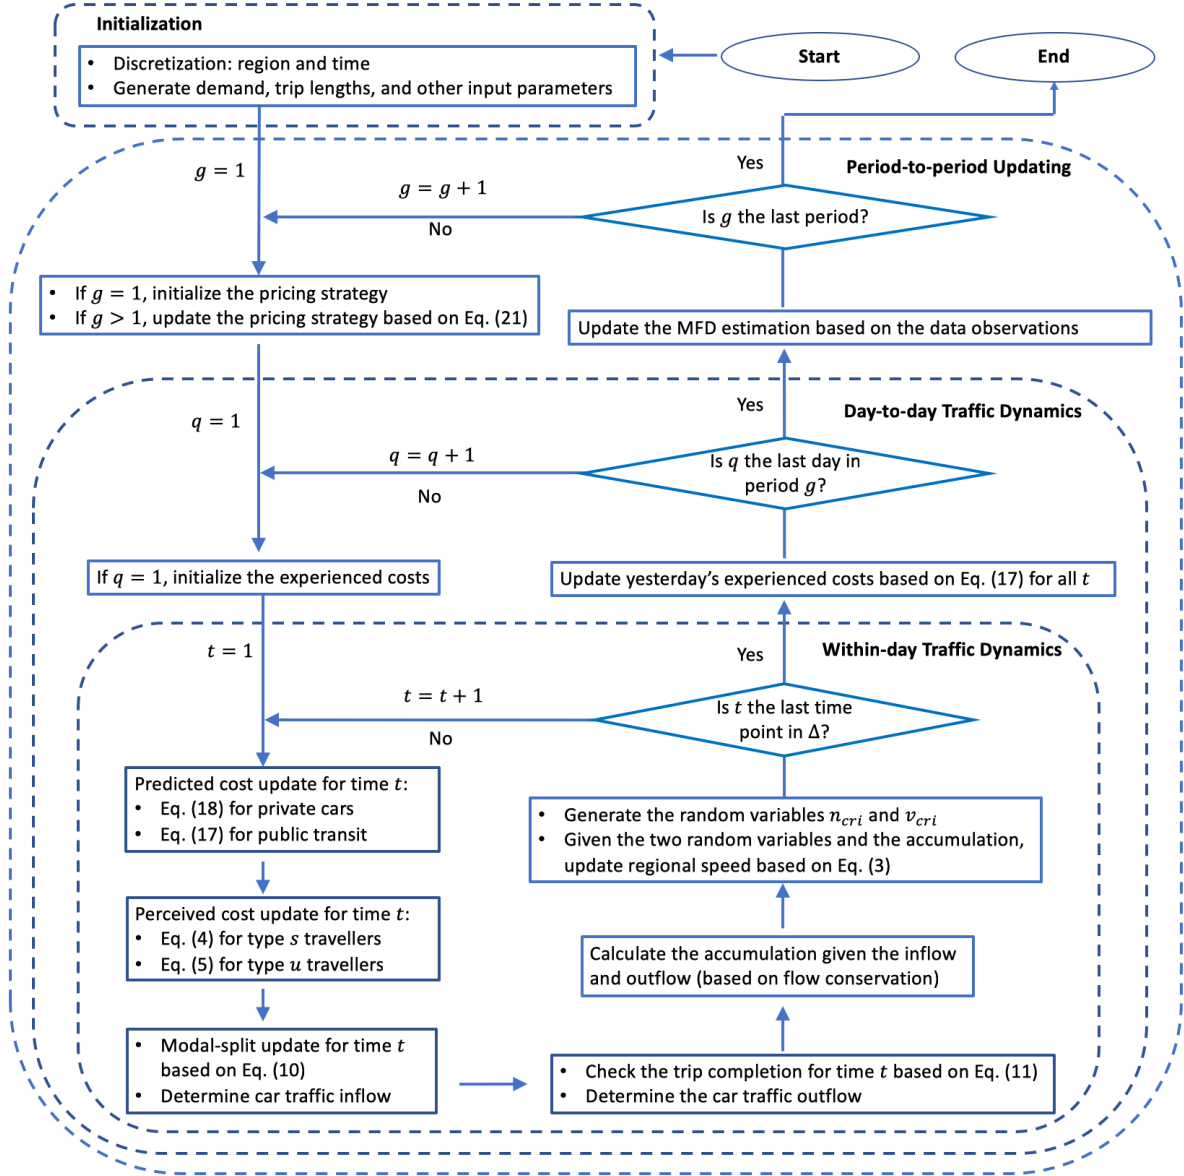 Initialization
• Discretization: region and time
• Generate demand, trip lengths, and other input parameters
Start
End
g = 1
g = g + 1
No
Yes
Period-to-period Updating
Is g the last period?
• If g = 1, initialize the pricing strategy
• If g > 1, update the pricing strategy based on Eq. (21)
Update the MFD estimation based on the data observations
q = 1
q = q + 1
No
Yes
Day-to-day Traffic Dynamics
Is q the last day in
period g?
If q = 1, initialize the experienced costs
Update yesterday’s experienced costs based on Eq. (17) for all t
t = 1
t = t + 1
No
Yes
Within-day Traffic Dynamics
Is t the last time
point in Δ?
Predicted cost update for time t:
• Eq. (18) for private cars
• Eq. (17) for public transit
Perceived cost update for time t:
• Eq. (4) for type s travellers
• Eq. (5) for type u travellers
• Modal-split update for time t
based on Eq. (10)
• Determine car traffic inflow
• Check the trip completion for time t based on Eq. (11)
• Determine the car traffic outflow
Calculate the accumulation given the inflow
and outflow (based on flow conservation)
• Generate the random variables n_cri and v_cri
• Given the two random variables and the accumulation,
update regional speed based on Eq. (3)